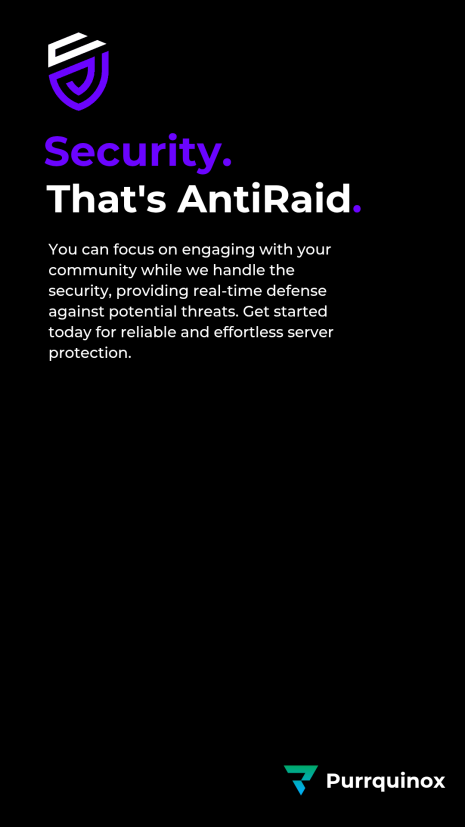 Security.
That's AntiRaid.
You can focus on engaging with your
community while we handle the
security, providing real-time defense
against potential threats. Get started
today for reliable and effortless server
protection.
Purrquinox